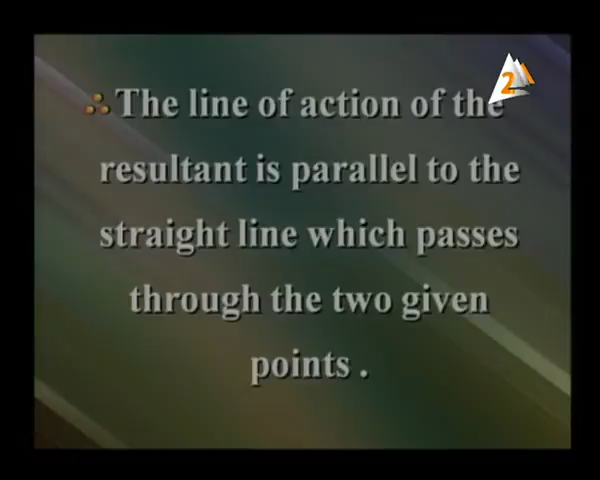 ∴ The line of action of the
resultant is parallel to the
straight line which passes
through the two given
points .
2